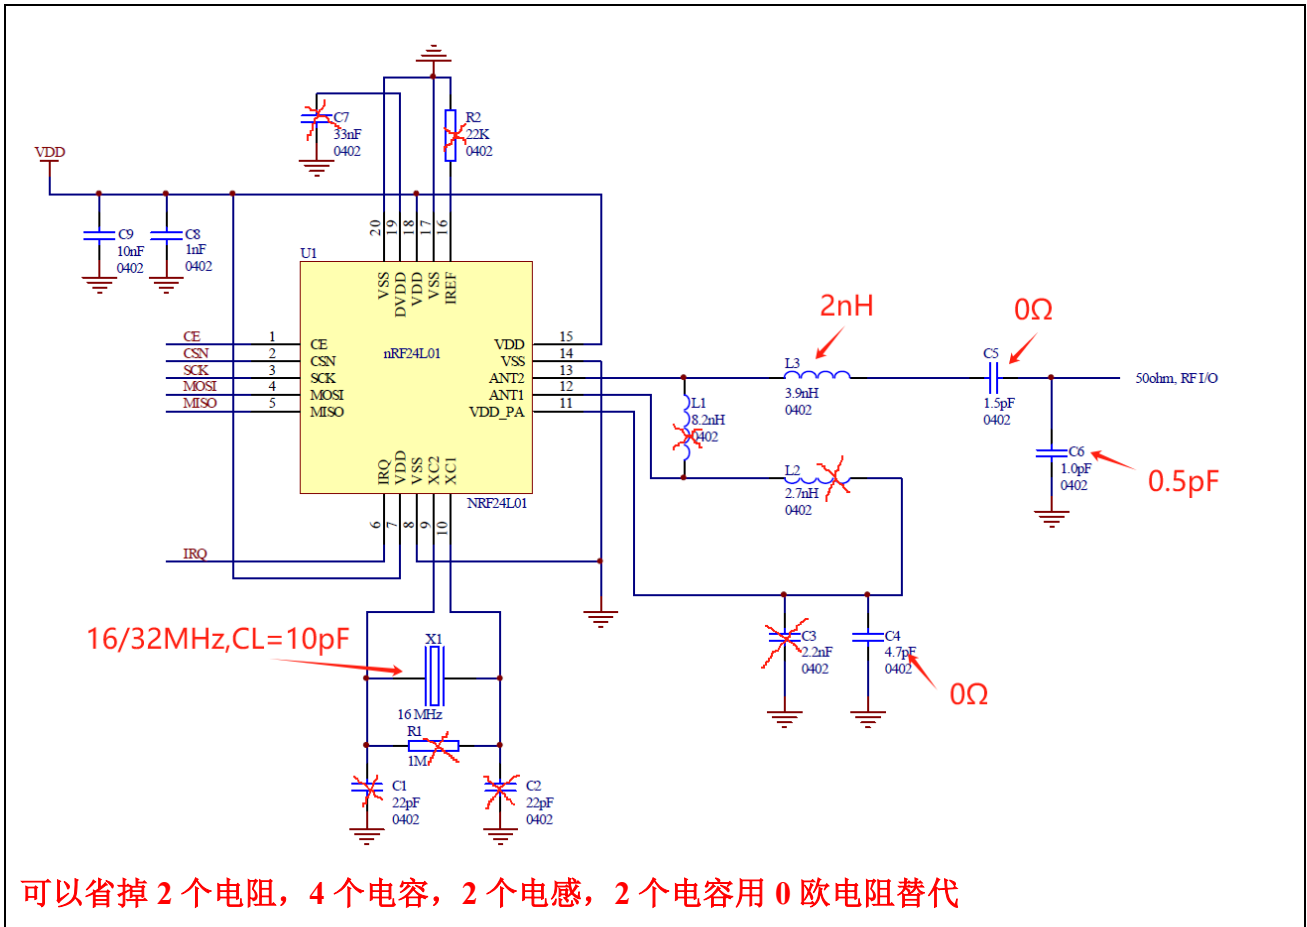 C7
33nF
0402
R2
22K
0402
VDD
C9
10nF
0402
C8
1nF
0402
20
19
18
17
16
U1
VSS
DVDD
VDD
VSS
IREF
CE
CSN
SCK
MOSI
MISO
1
2
3
4
5
CE
CSN
SCK
MOSI
MISO
nRF24L01
VDD
VSS
ANT2
ANT1
VDD_PA
15
14
13
12
11
IRQ
VDD
VSS
XC2
XC1
NRF24L01
6
7
8
9
10
IRQ
2nH
L3
3.9nH
0402
0Ω
C5
1.5pF
0402
50ohm, RF I/O
L1
8.2nH
0402
L2
2.7nH
0402
C6
1.0pF
0402
0.5pF
C3
2.2nF
0402
C4
4.7pF
0402
0Ω
16/32MHz,CL=10pF
X1
16 MHz
R1
1M
C1
22pF
0402
C2
22pF
0402
可以省掉 2 个电阻，4 个电容，2 个电感，2 个电容用 0 欧电阻替代